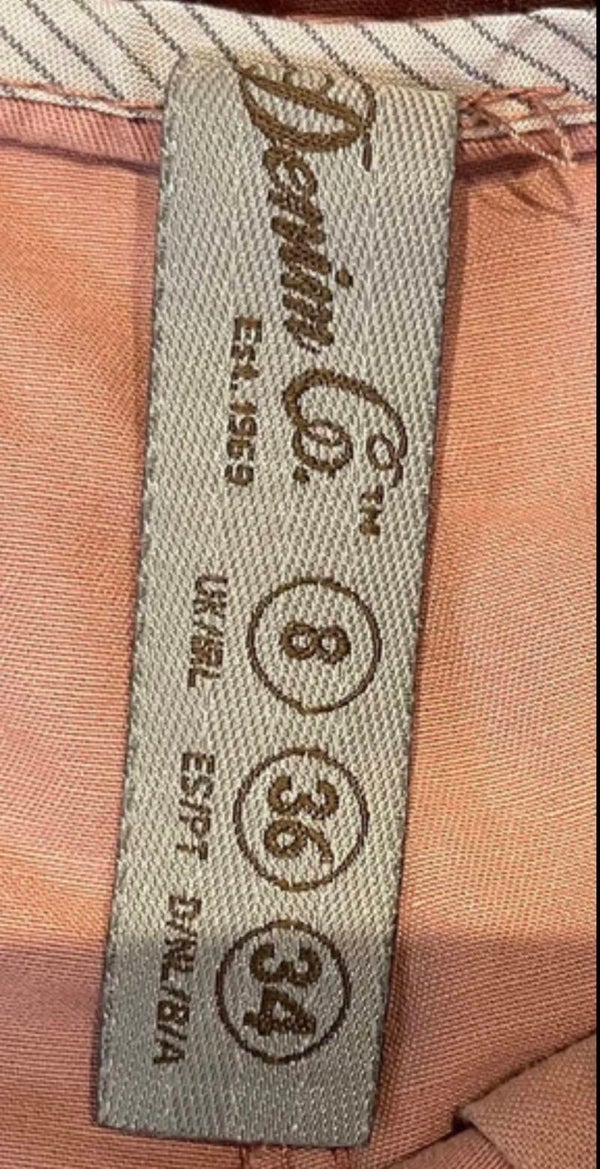 Denim Co.™
Est. 1969
8 36 34
UK/IRL ES/PT D/NL/B/A